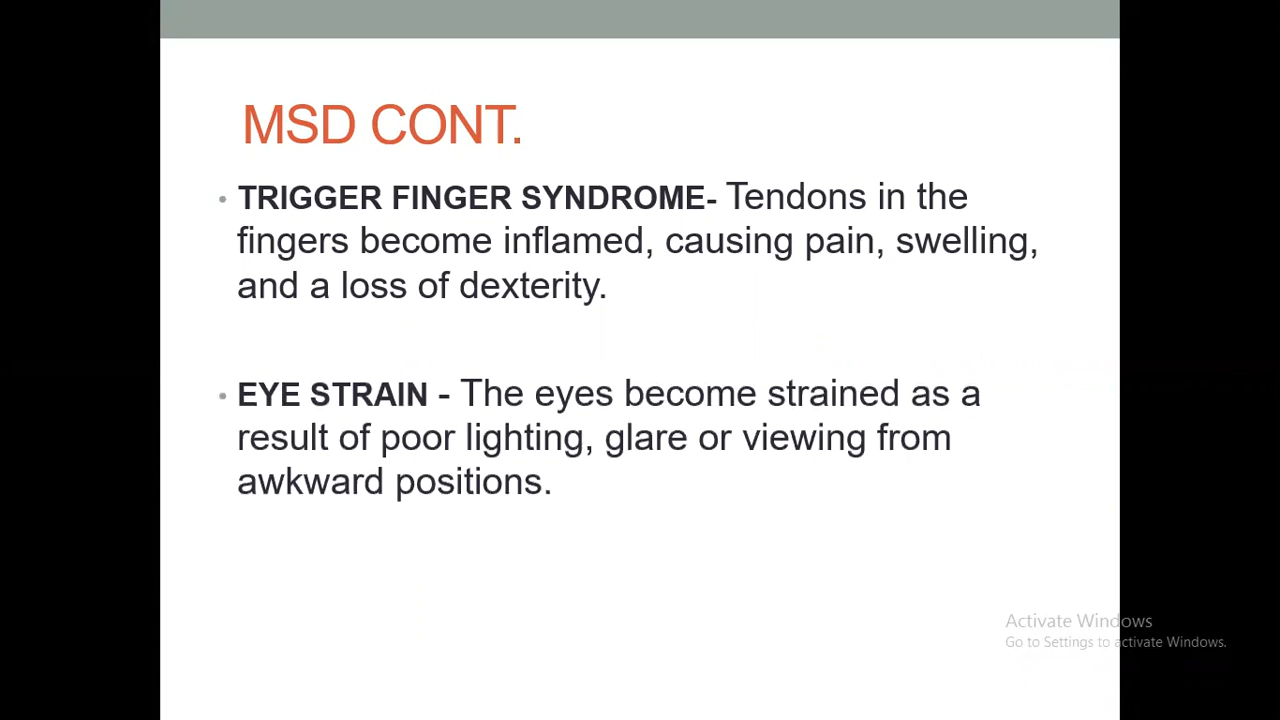 MSD CONT.
• TRIGGER FINGER SYNDROME- Tendons in the
fingers become inflamed, causing pain, swelling,
and a loss of dexterity.
• EYE STRAIN - The eyes become strained as a
result of poor lighting, glare or viewing from
awkward positions.
Activate Windows
Go to Settings to activate Windows.